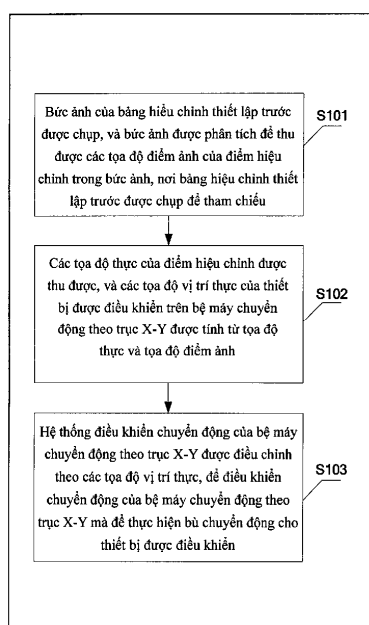 S101
Bức ảnh của bảng hiệu chỉnh thiết lập trước
được chụp, và bức ảnh được phân tích để thu
được các tọa độ điểm ảnh của điểm hiệu
chỉnh trong bức ảnh, nơi bảng hiệu chỉnh thiết
lập trước được chụp để tham chiếu
S102
Các tọa độ thực của điểm hiệu chỉnh được
thu được, và các tọa độ vị trí thực của thiết
bị được điều khiển trên bệ máy chuyển
động theo trục X-Y được tính từ tọa độ
thực và tọa độ điểm ảnh
S103
Hệ thống điều khiển chuyển động của bệ máy
chuyển động theo trục X-Y được điều chỉnh
theo các tọa độ vị trí thực, để điều khiển
chuyển động của bệ máy chuyển động theo
trục X-Y mà để thực hiện bù chuyển động cho
thiết bị được điều khiển